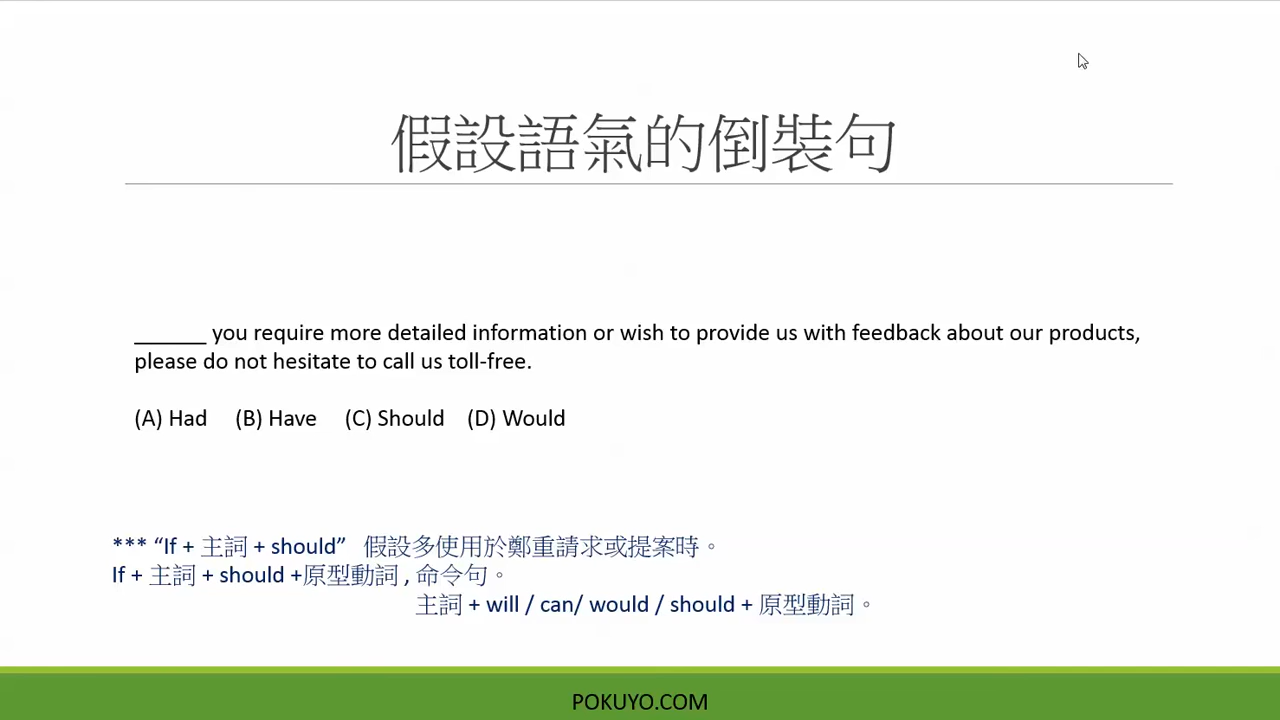 假設語氣的倒裝句
______ you require more detailed information or wish to provide us with feedback about our products,
please do not hesitate to call us toll-free.
(A) Had (B) Have (C) Should (D) Would
*** “If + 主詞 + should” 假設多使用於鄭重請求或提案時。
If + 主詞 + should +原型動詞 , 命令句。
主詞 + will / can/ would / should + 原型動詞。
POKUYO.COM